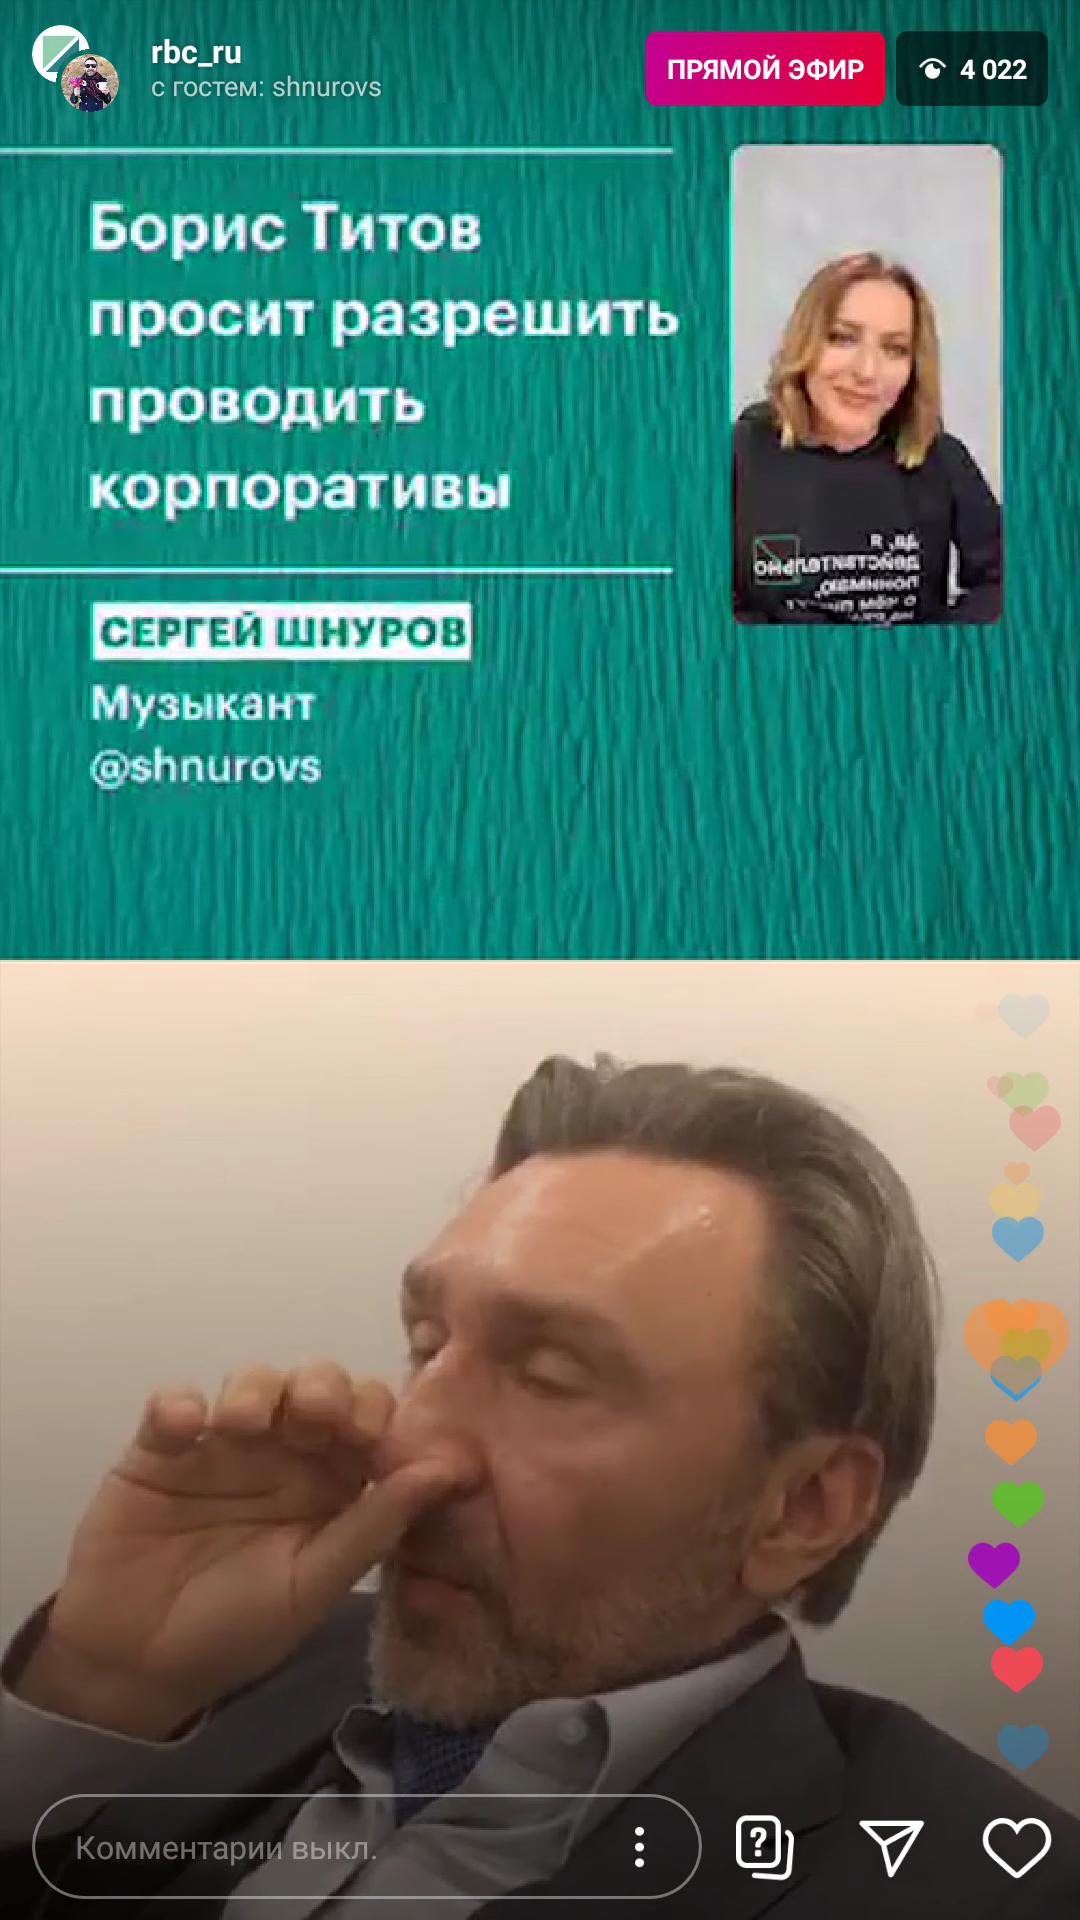 rbc_ru
с гостем: shnurovs
ПРЯМОЙ ЭФИР
4 022
Борис Титов
просит разрешить
проводить
корпоративы
СЕРГЕЙ ШНУРОВ
Музыкант
@shnurovs
Комментарии выкл.